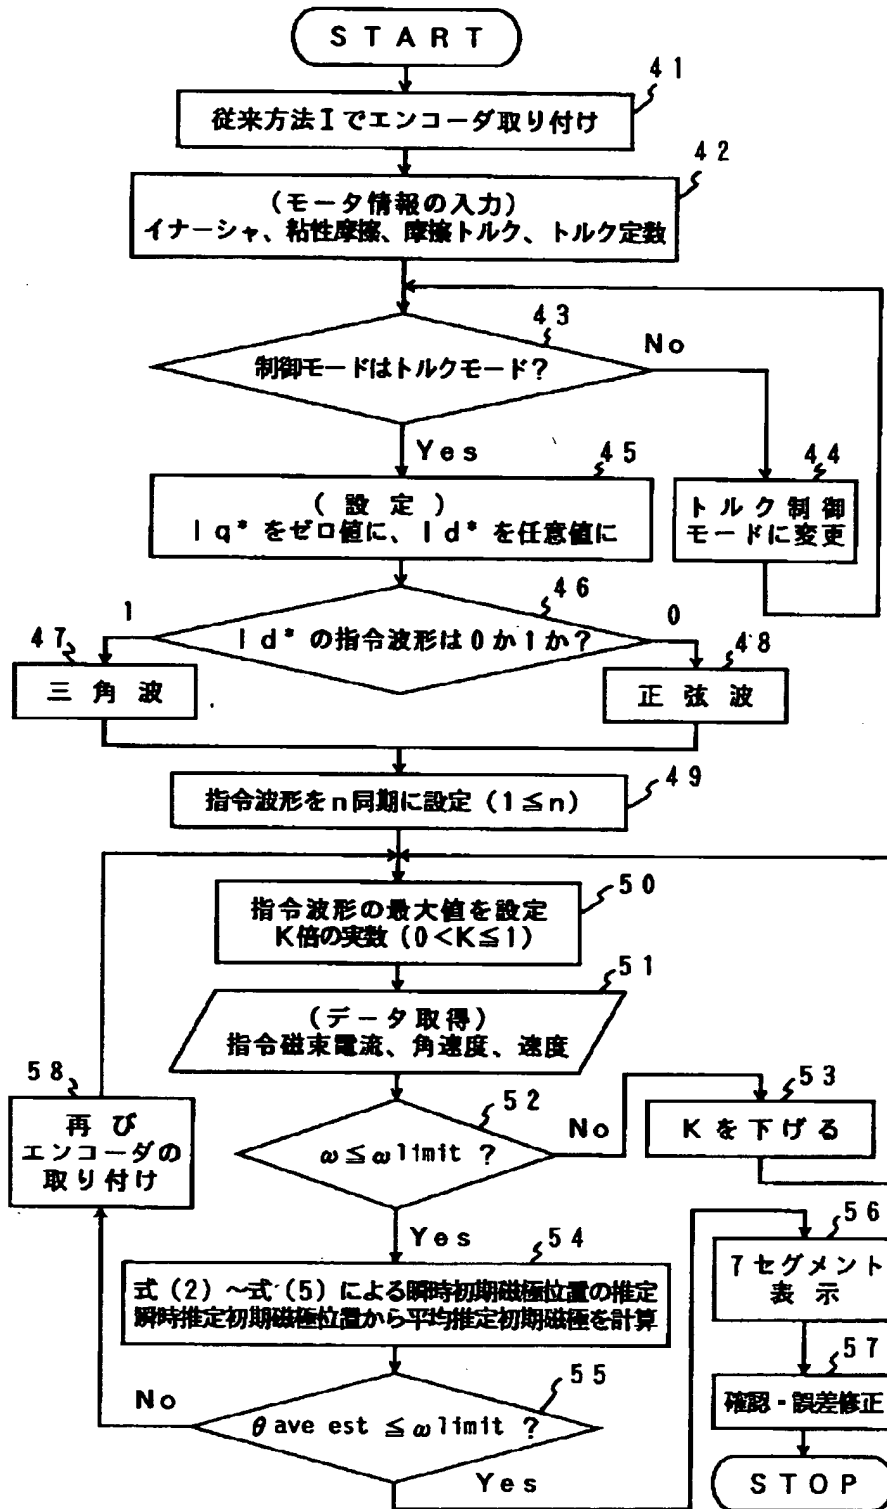 START
41
従来方法Iでエンコーダ取り付け
42
(モータ情報の入力)
イナーシャ、粘性摩擦、摩擦トルク、トルク定数
43
制御モードはトルクモード?
No
Yes
44
トルク制御
モードに変更
45
(設定)
Iq*をゼロ値に、Id*を任意値に
46
Id*の指令波形は0か1か?
1
0
47
三角波
48
正弦波
49
指令波形をn同期に設定(1≦n)
50
指令波形の最大値を設定
K倍の実数(0<K≦1)
51
(データ取得)
指令磁束電流、角速度、速度
52
ω≦ωlimit ?
No
Yes
53
Kを下げる
54
式(2)~式(5)による瞬時初期磁極位置の推定
瞬時推定初期磁極位置から平均推定初期磁極を計算
55
θave est ≦ωlimit ?
No
Yes
58
再び
エンコーダの
取り付け
56
7セグメント
表示
57
確認・誤差修正
STOP